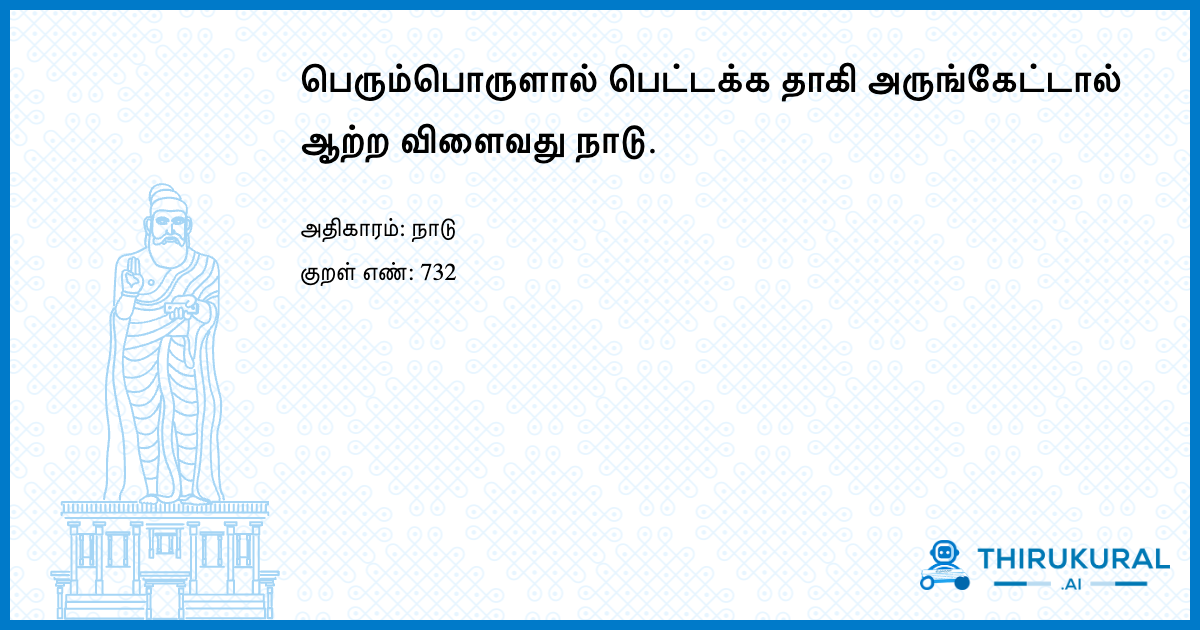 பெரும்பொருளால் பெட்டக்க தாகி அருங்கேட்டால்
ஆற்ற விளைவது நாடு.
அதிகாரம்: நாடு
குறள் எண்: 732
THIRUKURAL
.AI